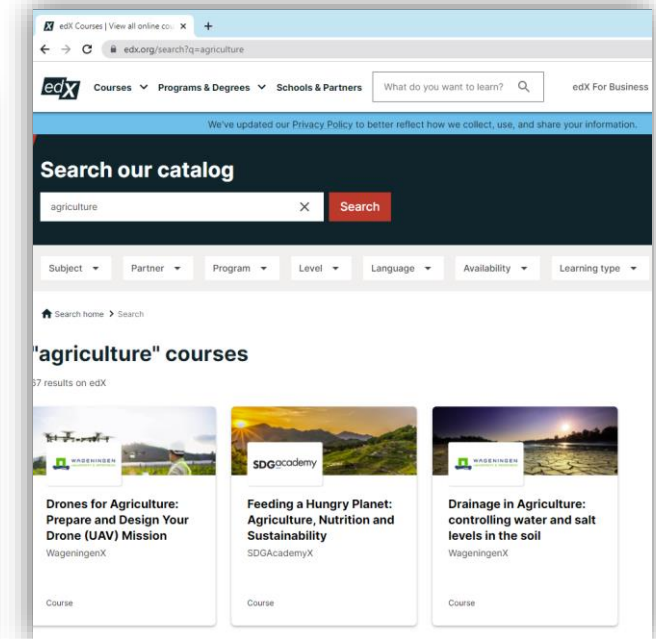 edX Courses | View all online cou
edx.org/search?q=agriculture
edX Courses Programs & Degrees Schools & Partners What do you want to learn? edX For Business
We've updated our Privacy Policy to better reflect how we collect, use, and share your information.
Search our catalog
agriculture Search
Subject Partner Program Level Language Availability Learning type
Search home Search
"agriculture" courses
57 results on edX
WAGENINGEN SDGacademy WAGENINGEN
Drones for Agriculture: Feeding a Hungry Planet: Drainage in Agriculture:
Prepare and Design Your Agriculture, Nutrition and controlling water and salt
Drone (UAV) Mission Sustainability levels in the soil
WageningenX SDGAcademyX WageningenX
Course Course Course